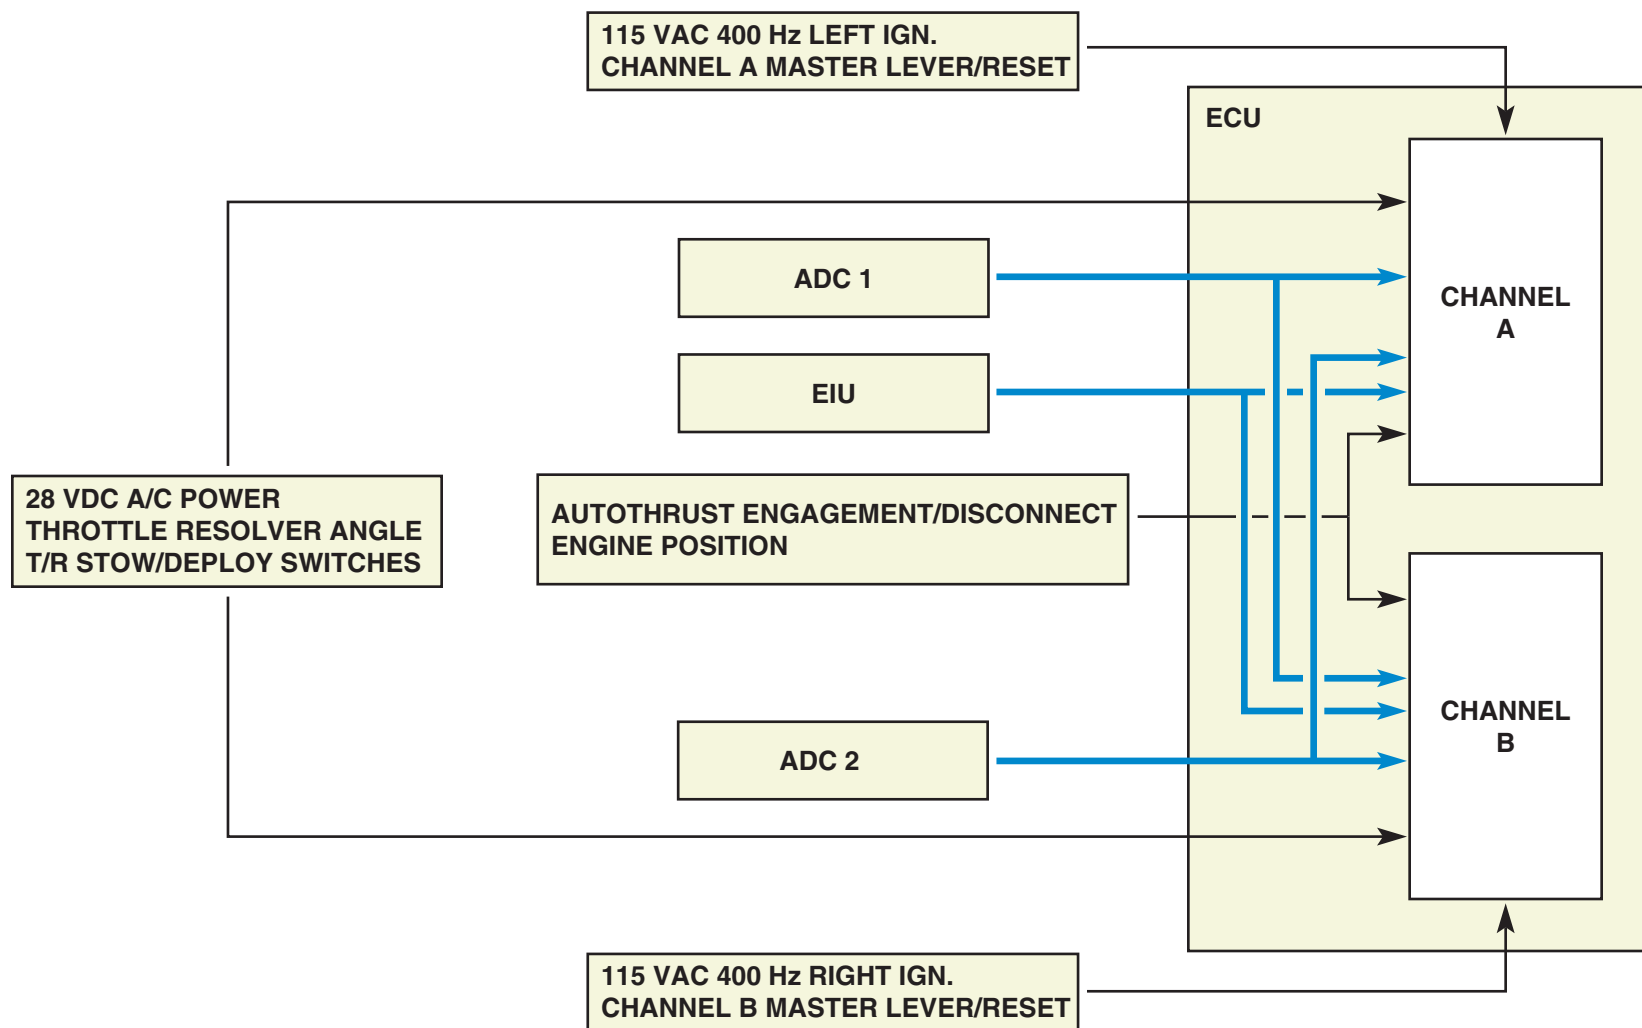 115 VAC 400 Hz LEFT IGN.
CHANNEL A MASTER LEVER/RESET
ECU
ADC 1
CHANNEL
A
EIU
28 VDC A/C POWER
THROTTLE RESOLVER ANGLE
T/R STOW/DEPLOY SWITCHES
AUTOTHRUST ENGAGEMENT/DISCONNECT
ENGINE POSITION
CHANNEL
B
ADC 2
115 VAC 400 Hz RIGHT IGN.
CHANNEL B MASTER LEVER/RESET